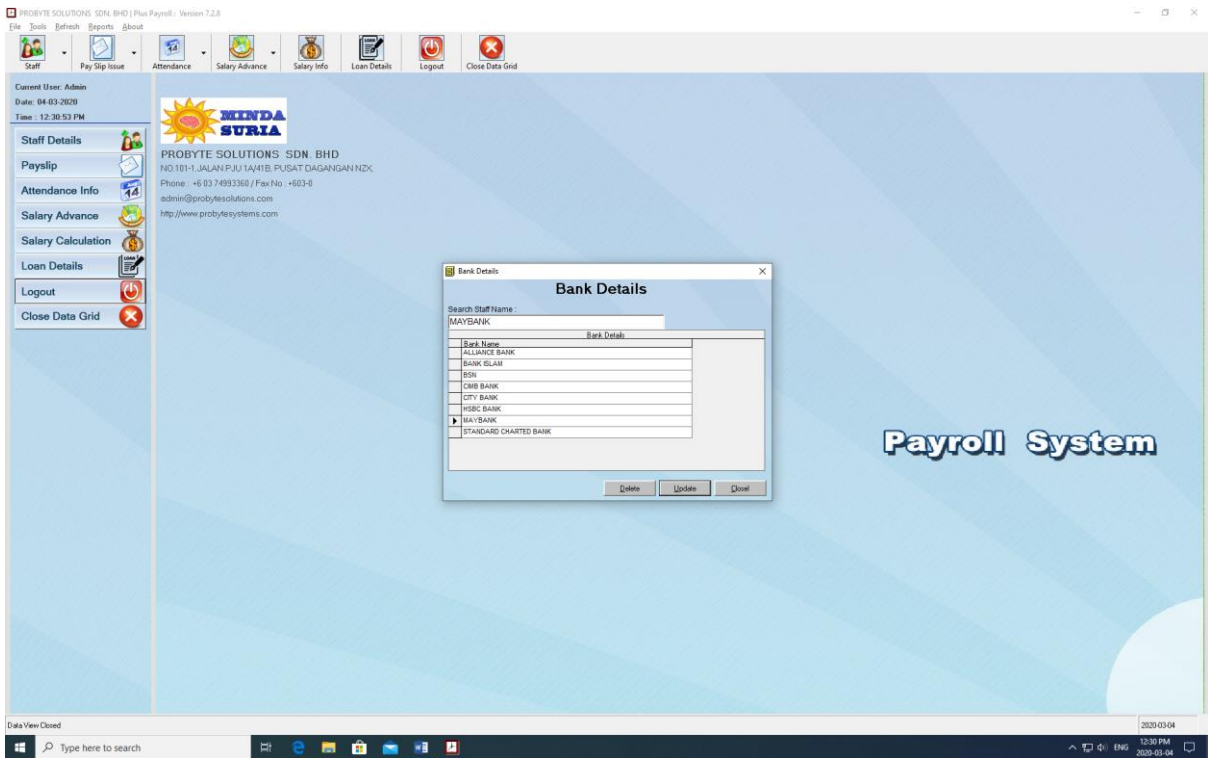 PROBYTE SOLUTIONS SDN. BHD | Plus Payroll : Version 7.2.8
File Tools Refresh Reports About
Staff Pay Slip Issue Attendance Salary Advance Salary Info Loan Details Logout Close Data Grid
Current User: Admin
Date: 04-03-2020
Time : 12:30:53 PM
Staff Details
Payslip
Attendance Info
14
Salary Advance
Salary Calculation
Loan Details
LOAN
Logout
Close Data Grid
MINDA
SURIA
PROBYTE SOLUTIONS SDN. BHD
NO.101-1.JALAN PJU 1A/41B, PUSAT DAGANGAN NZX,
Phone : +6 03 74993360 / Fax No : +603-0
admin@probytesolutions.com
http://www.probytesystems.com
Bank Details
Bank Details
Search Staff Name :
MAYBANK
Bank Details
Bank Name
ALLIANCE BANK
BANK ISLAM
BSN
CIMB BANK
CITY BANK
HSBC BANK
MAYBANK
STANDARD CHARTED BANK
Delete Update Close!
Payroll System
Data View Closed
2020-03-04
Type here to search
ENG
12:30 PM
2020-03-04